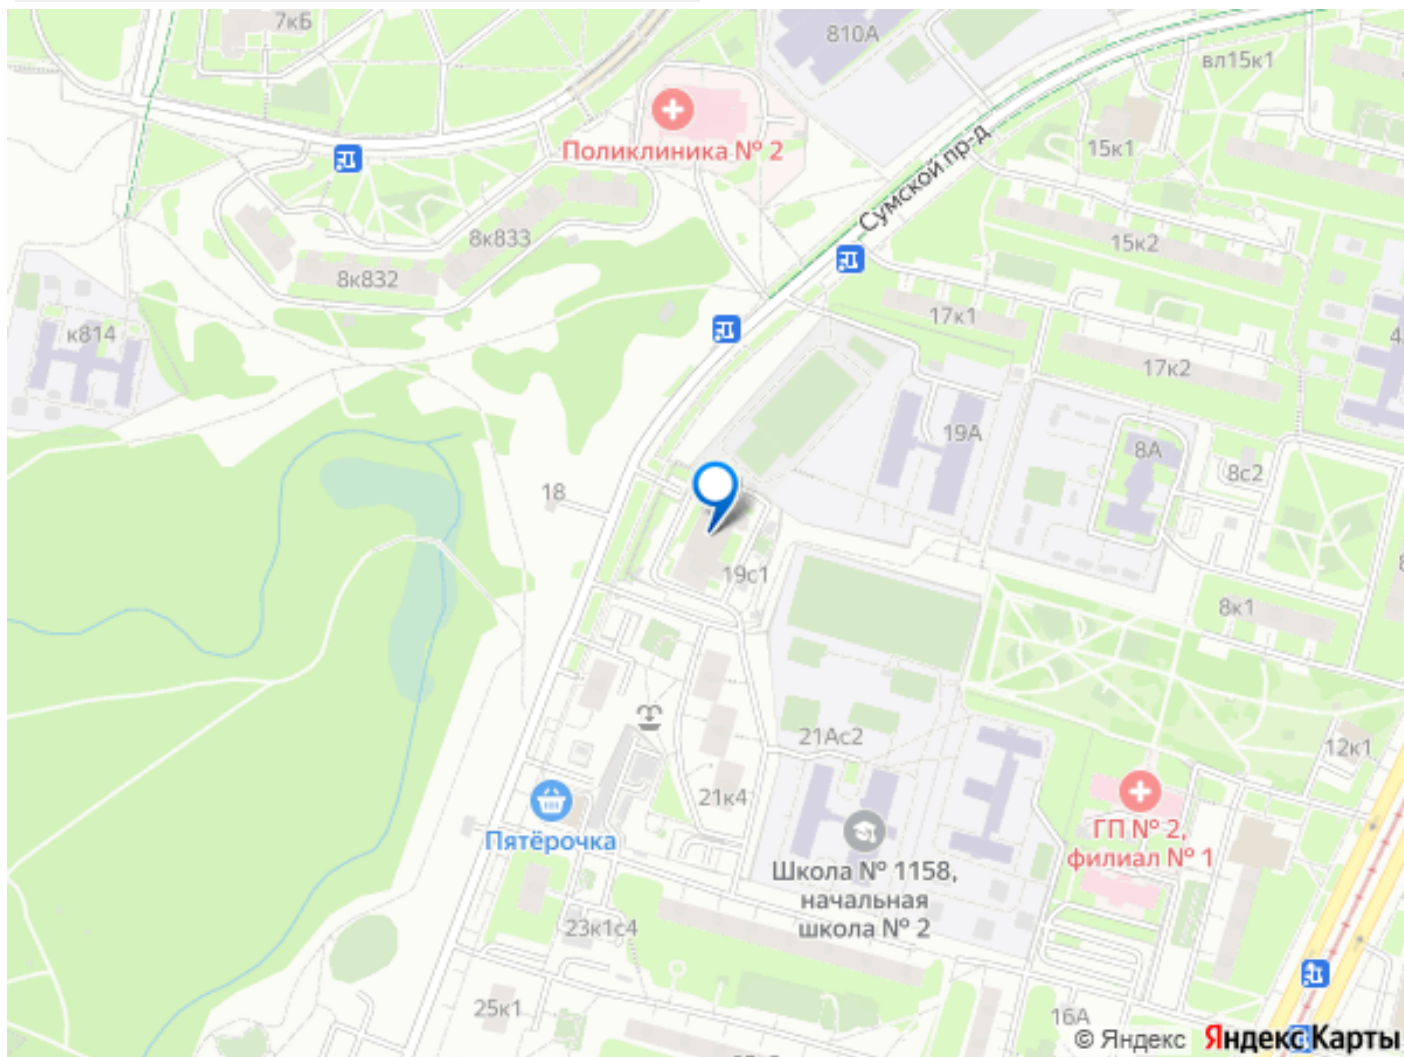 7кБ
810А
вл15к1
Поликлиника № 2
15к1
Сумской пр-д
8к833
15к2
8к832
17к1
к814
17к2
19А
8А
8с2
18
19с1
8к1
21Ас2
12к1
21к4
Пятёрочка
ГП № 2,
филиал № 1
Школа № 1158,
начальная
школа № 2
23к1с4
25к1
16А
© Яндекс Яндекс Карты